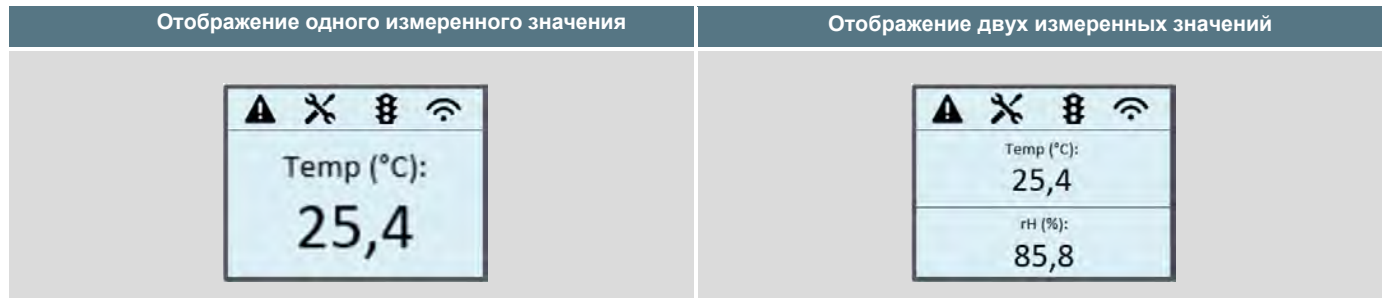 Отображение одного измеренного значения
Отображение двух измеренных значений
Temp (°C):
25,4
Temp (°C):
25,4
rH (%):
85,8